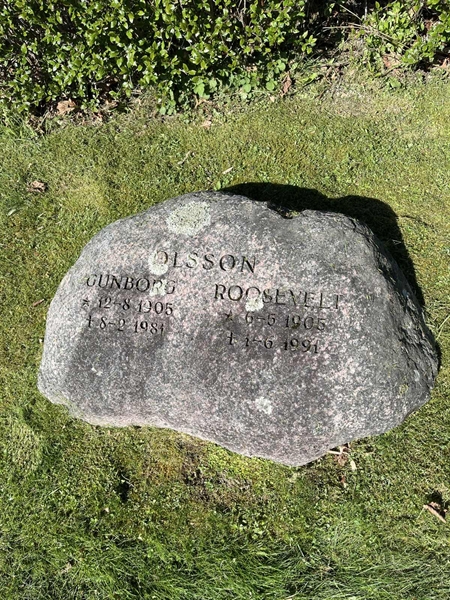 OLSSON
GUNBORG ROOSEVELT
* 12-8 1905 * 6-5 1905
† 8-2 1981 † 1-6 1991